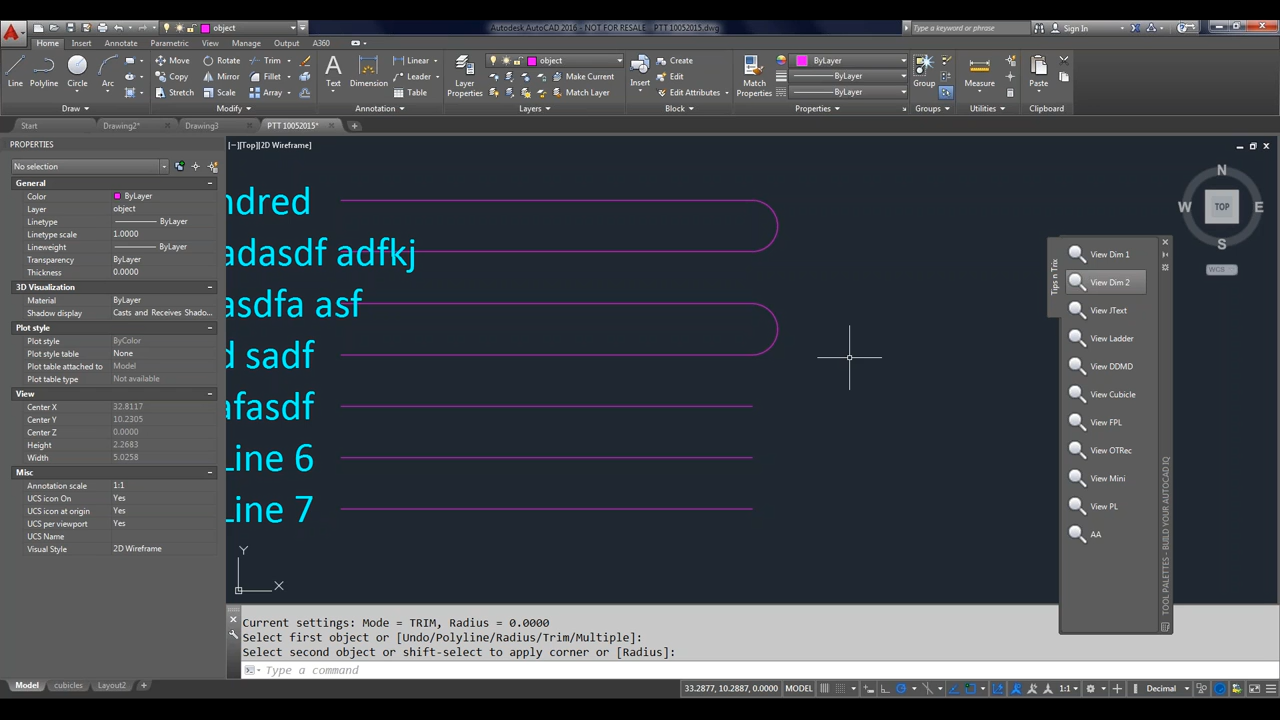 object
Autodesk AutoCAD 2016 - NOT FOR RESALE PTT 10052015.dwg
Type a keyword or phrase
Sign In
Home Insert Annotate Parametric View Manage Output A360
Line Polyline Circle Arc
Move Rotate Trim
Copy Mirror Fillet
Stretch Scale Array
Text Dimension
Linear
Leader
Table
Layer Properties
object
Make Current
Match Layer
Insert
Create
Edit
Edit Attributes
Match Properties
ByLayer
ByLayer
ByLayer
Group
Measure
Paste
Draw Modify Annotation Layers Block Properties Groups Utilities Clipboard
Start Drawing2* Drawing3 PTT 10052015*
PROPERTIES
No selection
General
Color ByLayer
Layer object
Linetype ByLayer
Linetype scale 1.0000
Lineweight ByLayer
Transparency ByLayer
Thickness 0.0000
3D Visualization
Material ByLayer
Shadow display Casts and Receives Shado...
Plot style
Plot style ByColor
Plot style table None
Plot table attached to Model
Plot table type Not available
View
Center X 32.8117
Center Y 10.2305
Center Z 0.0000
Height 2.2683
Width 5.0258
Misc
Annotation scale 1:1
UCS icon On Yes
UCS icon at origin Yes
UCS per viewport Yes
UCS Name
Visual Style 2D Wireframe
[−][Top][2D Wireframe]
ndred
adasdf adfkj
asdfa asf
d sadf
afasdf
Line 6
Line 7
Y
X
N
W TOP E
S
WCS
Tips n Trix
View Dim 1
View Dim 2
View JText
View Ladder
View DDMD
View Cubicle
View FPL
View OTRec
View Mini
View PL
AA
TOOL PALETTES - BUILD YOUR AUTOCAD IQ
Current settings: Mode = TRIM, Radius = 0.0000
Select first object or [Undo/Polyline/Radius/Trim/Multiple]:
Select second object or shift-select to apply corner or [Radius]:
Type a command
Model cubicles Layout2
33.2877, 10.2887, 0.0000 MODEL 1:1 Decimal